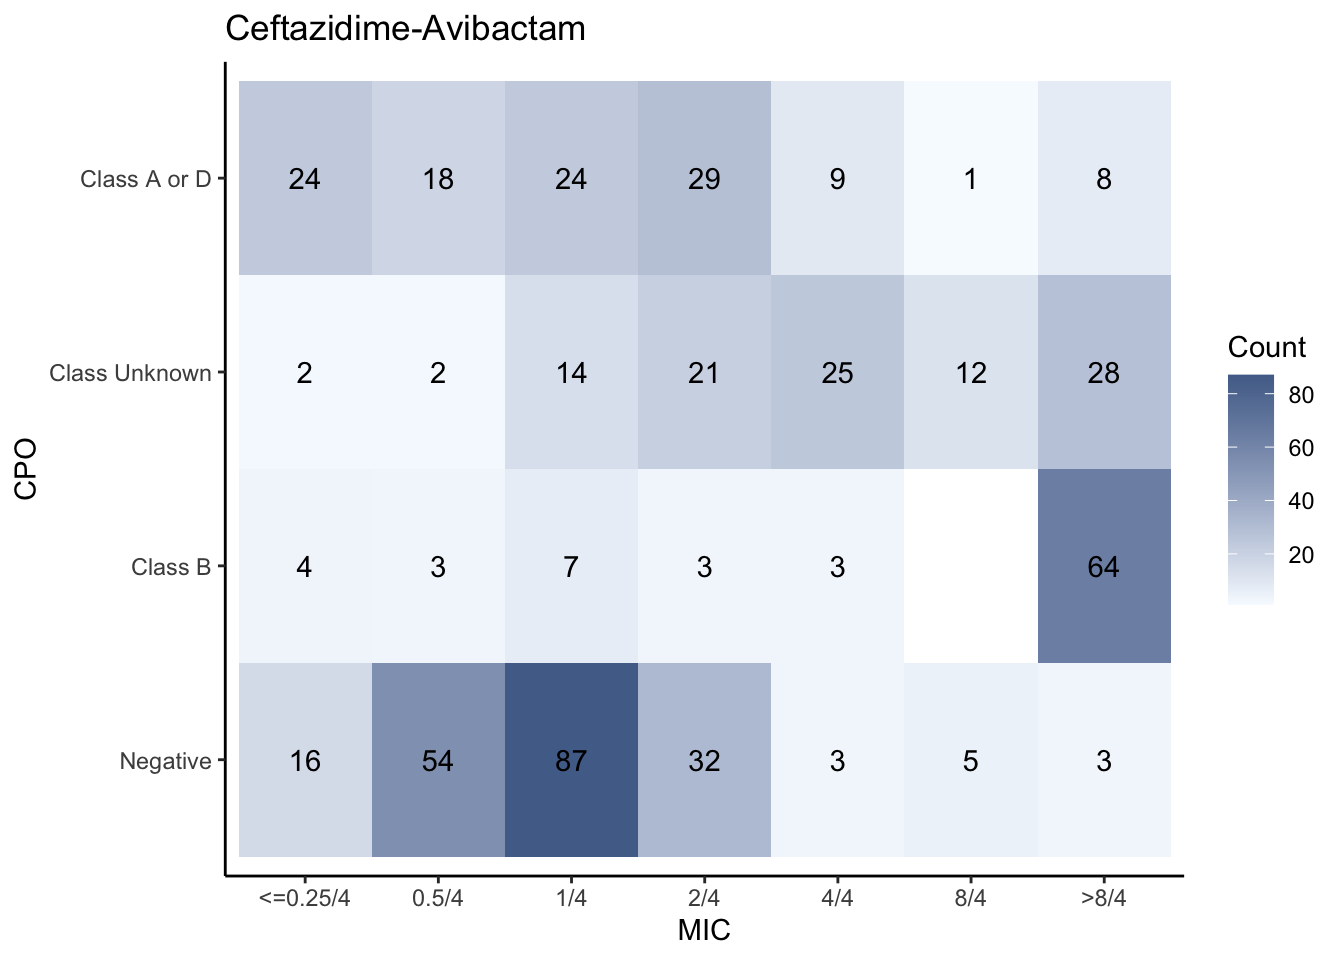 Ceftazidime-Avibactam
Class A or D 24 18 24 29 9 1 8
Class Unknown 2 2 14 21 25 12 28
Class B 4 3 7 3 3 64
Negative 16 54 87 32 3 5 3
<=0.25/4 0.5/4 1/4 2/4 4/4 8/4 >8/4
MIC
CPO
Count
80
60
40
20